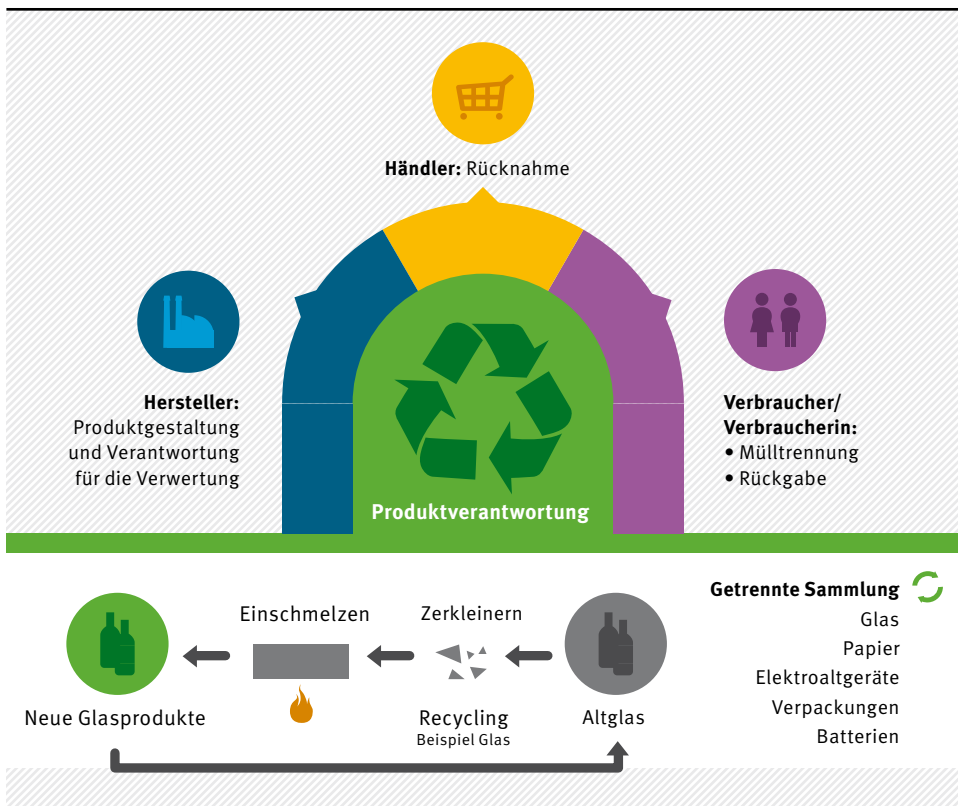 Händler: Rücknahme
Hersteller:
Produktgestaltung
und Verantwortung
für die Verwertung
Verbraucher/
Verbraucherin:
• Mülltrennung
• Rückgabe
Produktverantwortung
Einschmelzen
Zerkleinern
Neue Glasprodukte
Recycling
Beispiel Glas
Altglas
Getrennte Sammlung
Glas
Papier
Elektroaltgeräte
Verpackungen
Batterien